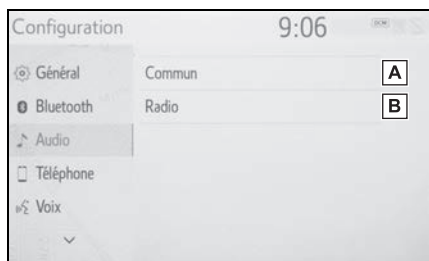 Configuration 9:06
Général
Commun A
Bluetooth
Radio B
Audio
Téléphone
Voix